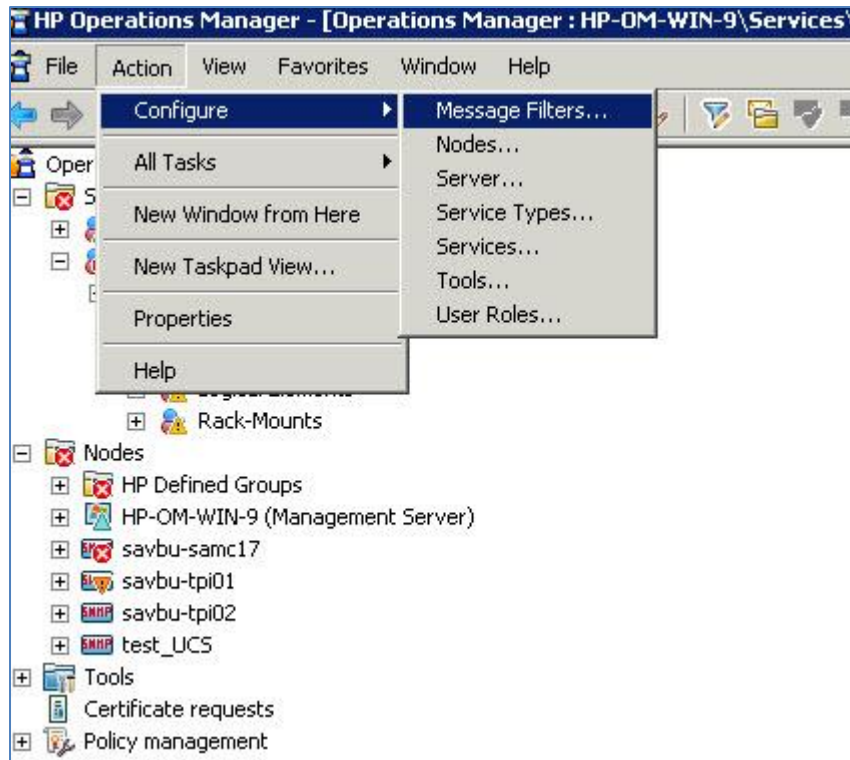 HP Operations Manager - [Operations Manager : HP-OM-WIN-9\Services\
File Action View Favorites Window Help
Configure
Message Filters...
Nodes...
Server...
Service Types...
Services...
Tools...
User Roles...
All Tasks
New Window from Here
New Taskpad View...
Properties
Help
Oper
S
Rack-Mounts
Nodes
HP Defined Groups
HP-OM-WIN-9 (Management Server)
savbu-samc17
savbu-tpi01
SNMP savbu-tpi02
SNMP test_UCS
Tools
Certificate requests
Policy management